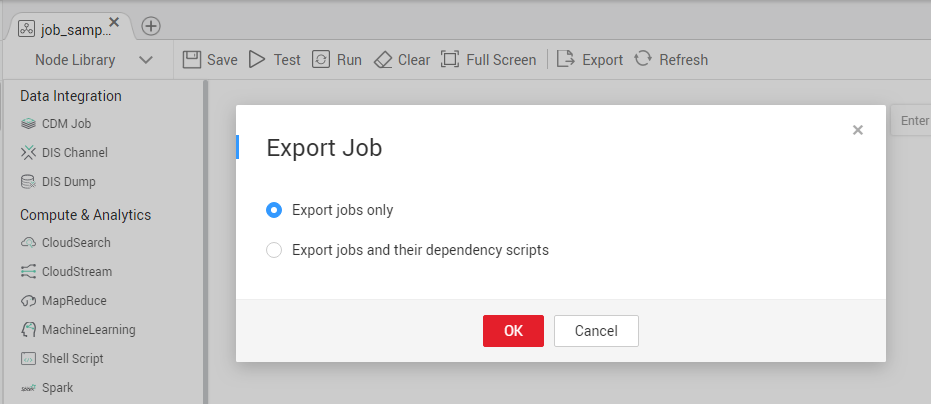 job_samp...
Node Library
Save
Test
Run
Clear
Full Screen
Export
Refresh
Data Integration
CDM Job
DIS Channel
DIS Dump
Compute & Analytics
CloudSearch
CloudStream
MapReduce
MachineLearning
Shell Script
Spark
Enter
Export Job
Export jobs only
Export jobs and their dependency scripts
OK
Cancel